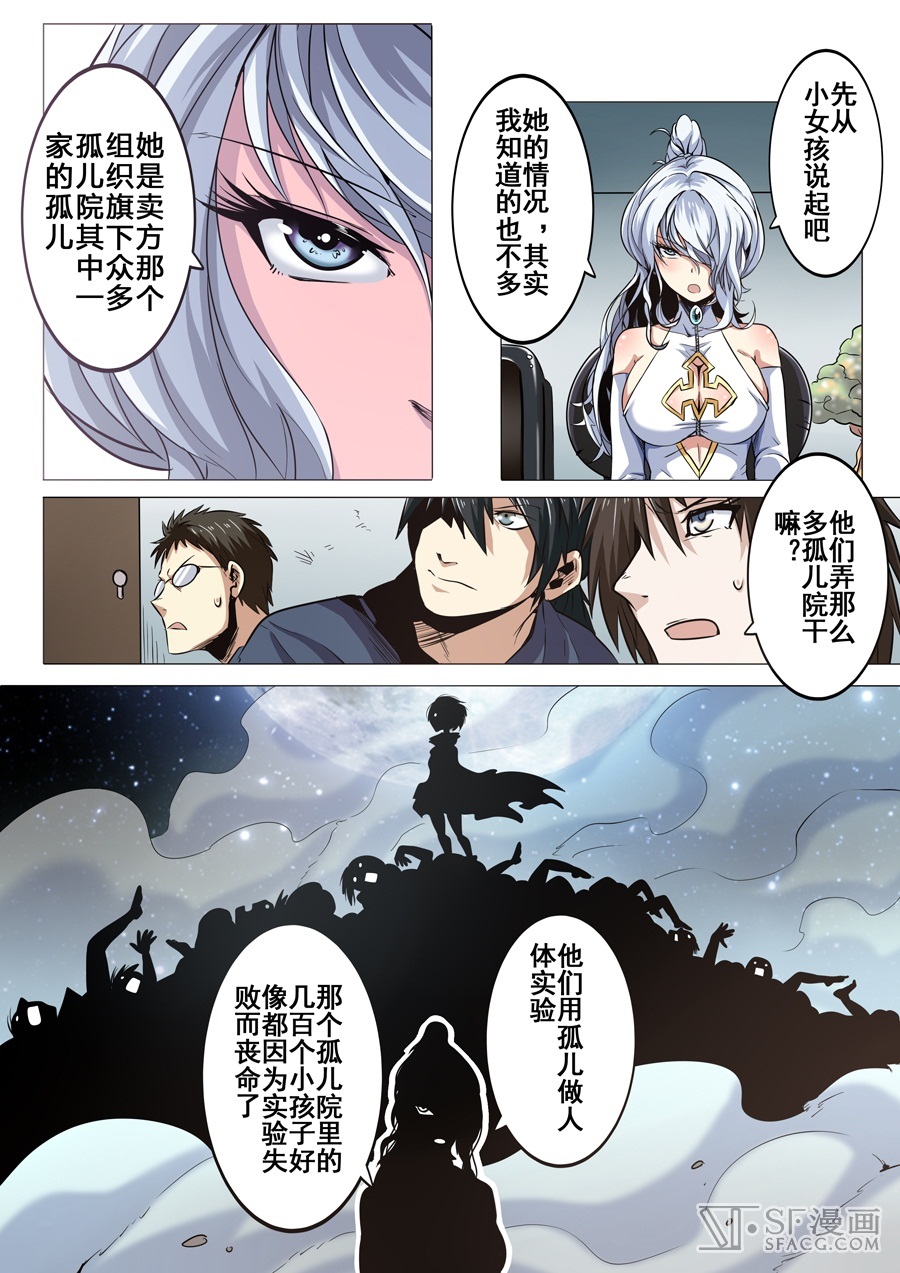 先从
小女孩说起吧
她的情况，其实
我知道的也不多
她是卖方那个
组织旗下众多
孤儿院其中一
家的孤儿
他们弄那么
多孤儿院干
嘛？
他们用孤儿做人
体实验
那个孤儿院里的
几百个小孩子好
像都因为实验失
败而丧命了
SF漫画
SFACG.COM